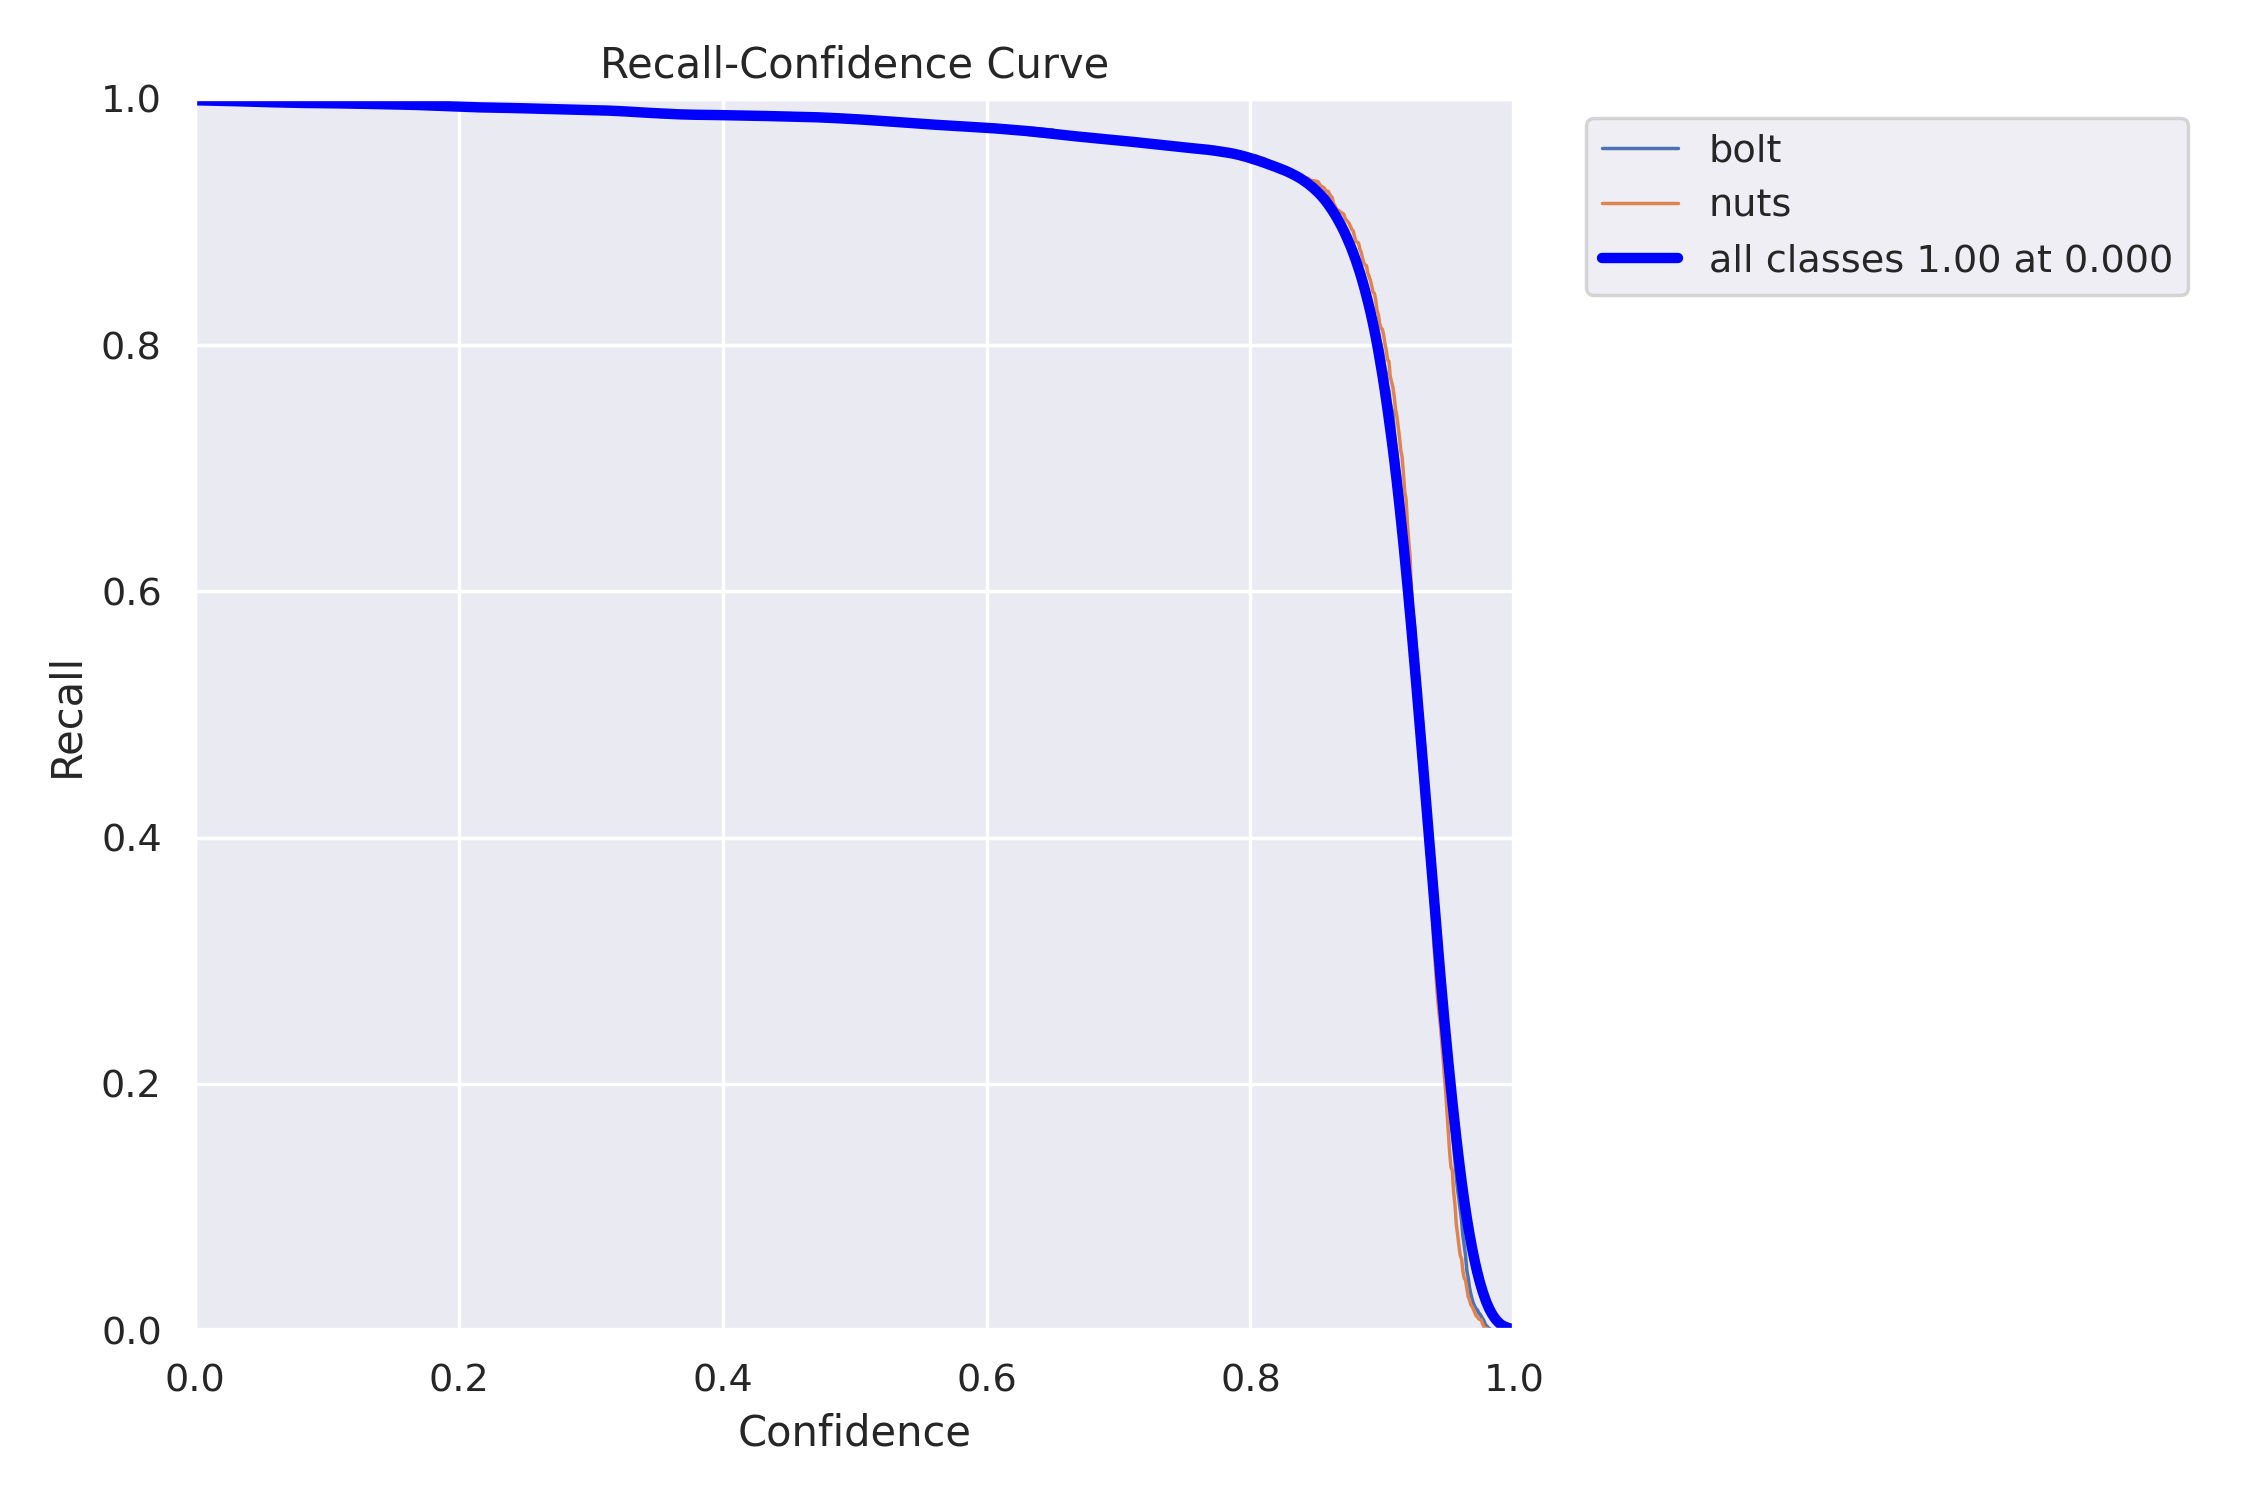 Recall-Confidence Curve
1.0
0.8
0.6
0.4
0.2
0.0
Recall
0.0 0.2 0.4 0.6 0.8 1.0
Confidence
bolt
nuts
all classes 1.00 at 0.000